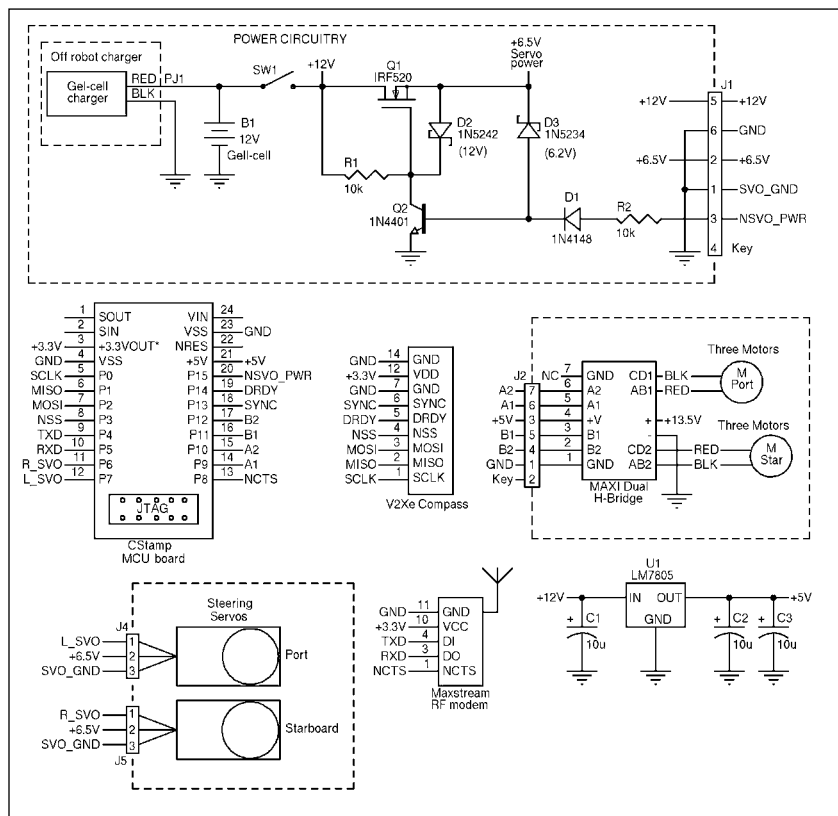 POWER CIRCUITRY
Off robot charger
Gel-cell
charger
RED
BLK
PJ1
SW1
+12V
B1
12V
Gell-cell
R1
10k
Q1
IRF520
D2
1N5242
(12V)
Q2
1N4401
+6.5V
Servo
power
D3
1N5234
(6.2V)
D1
1N4148
R2
10k
J1
+12V 5 +12V
6 GND
+6.5V 2 +6.5V
1 SVO_GND
3 NSVO_PWR
4 Key
1 SOUT VIN 24
2 SIN VSS 23 GND
+3.3V 3 +3.3VOUT* NRES 22
GND 4 VSS +5V 21 +5V
SCLK 5 P0 P15 20 NSVO_PWR
MISO 6 P1 P14 19 DRDY
MOSI 7 P2 P13 18 SYNC
NSS 8 P3 P12 17 B2
TXD 9 P4 P11 16 B1
RXD 10 P5 P10 15 A2
R_SVO 11 P6 P9 14 A1
L_SVO 12 P7 P8 13 NCTS
JTAG
CStamp
MCU board
GND 14 GND
+3.3V 12 VDD
GND 7 GND
SYNC 6 SYNC
DRDY 5 DRDY
NSS 4 NSS
MOSI 3 MOSI
MISO 2 MISO
SCLK 1 SCLK
V2Xe Compass
J2
NC 7 GND
A2 7 6 A2
A1 6 5 A1
+5V 3 4 +V
B1 5 3 B1
B2 4 2 B2
GND 1 1 GND
Key 2
CD1 BLK
AB1 RED
+ +13.5V
-
CD2 RED
AB2 BLK
MAXI Dual
H-Bridge
Three Motors
M
Port
Three Motors
M
Star
Steering
Servos
J4
L_SVO 1
+6.5V 2
SVO_GND 3
Port
R_SVO 1
+6.5V 2
SVO_GND 3
J5
Starboard
GND 11 GND
+3.3V 10 VCC
TXD 4 DI
RXD 3 DO
NCTS 1 NCTS
Maxstream
RF modem
U1
LM7805
+12V
IN OUT
GND
+5V
+ C1
10u
+ C2
10u
+ C3
10u